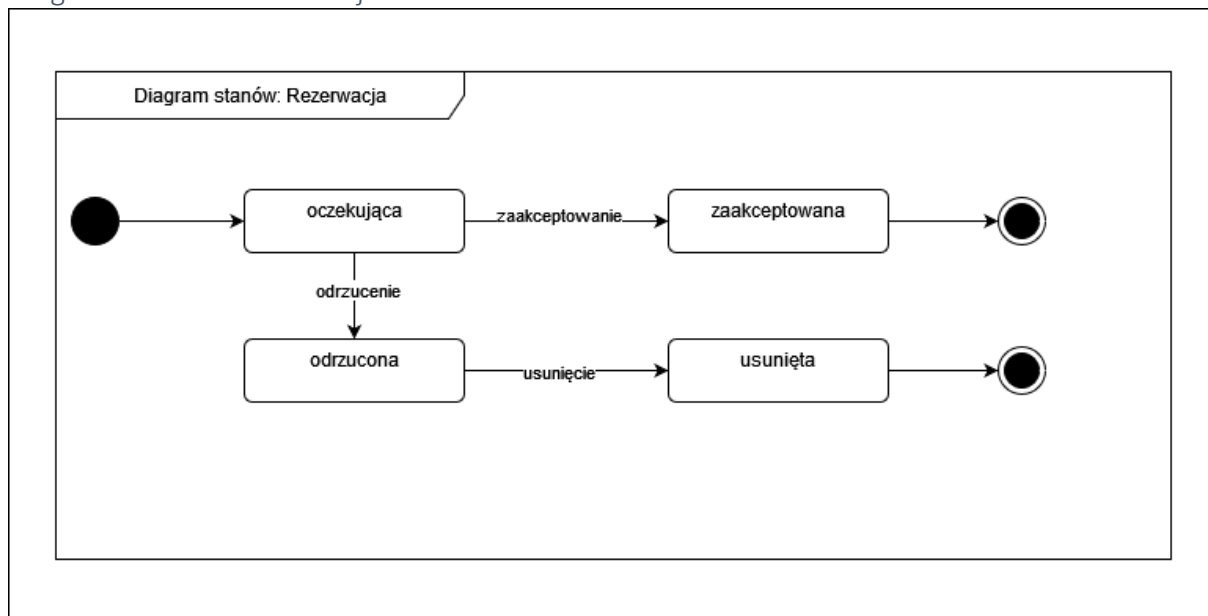 Diagram stanów: Rezerwacja
oczekująca
zaakceptowanie
zaakceptowana
odrzucenie
odrzucona
usunięcie
usunięta